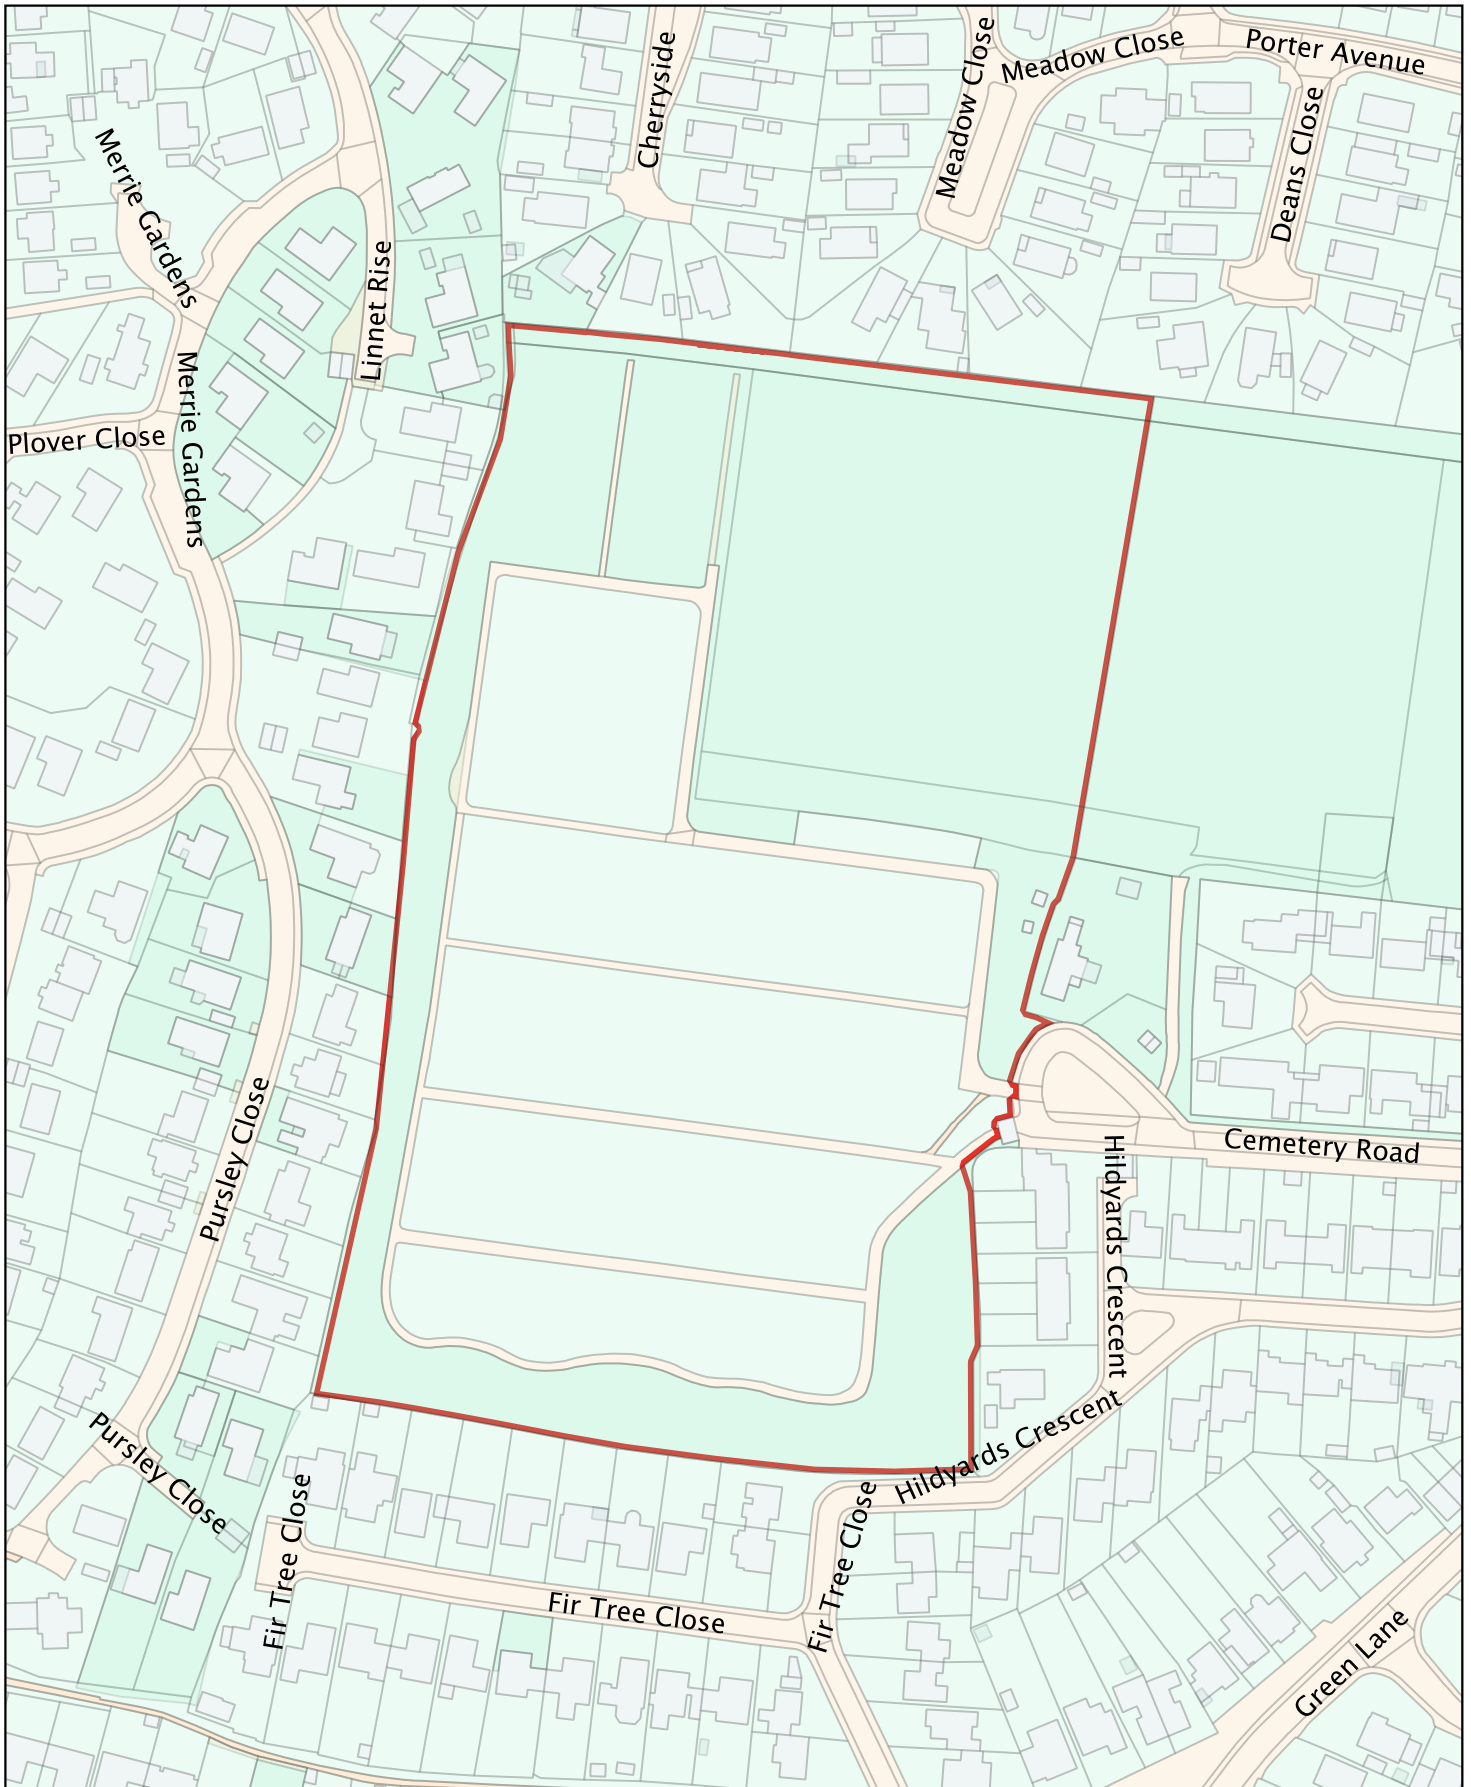 Cherryside
Meadow Close
Meadow Close
Porter Avenue
Deans Close
Merrie Gardens
Linnet Rise
Merrie Gardens
Plover Close
Pursley Close
Cemetery Road
Hildyards Crescent
Hildyards Crescent
Pursley Close
Fir Tree Close
Fir Tree Close
Fir Tree Close
Green Lane